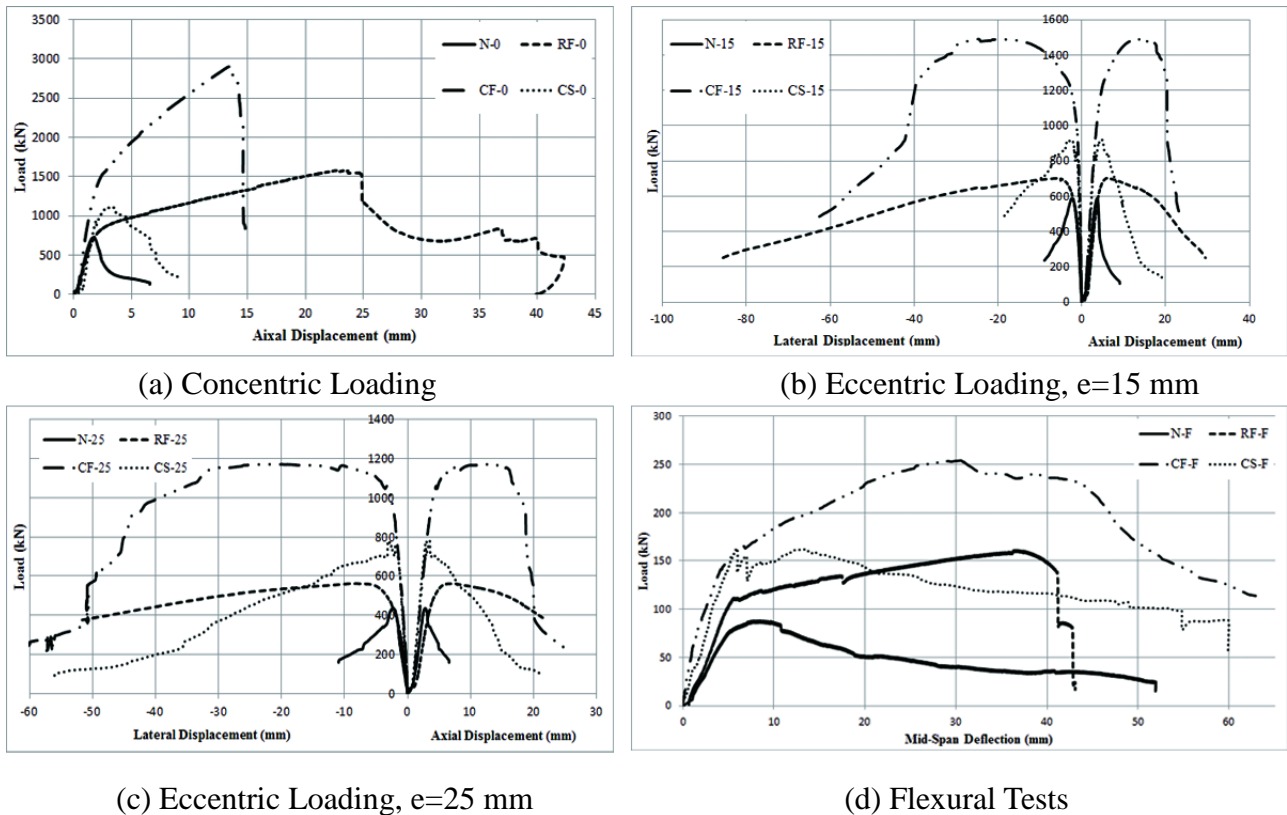 3500
3000
2500
2000
1500
1000
500
0
Load (kN)
N-0 RF-0
CF-0 CS-0
0 5 10 15 20 25 30 35 40 45
Aixal Displacement (mm)
(a) Concentric Loading
1600
1400
1200
1000
800
600
400
200
0
Load (kN)
N-15 RF-15
CF-15 CS-15
-100 -80 -60 -40 -20 0 20 40
Lateral Displacement (mm) Axial Displacement (mm)
(b) Eccentric Loading, e=15 mm
1400
1200
1000
800
600
400
200
0
Load (kN)
N-25 RF-25
CF-25 CS-25
-60 -50 -40 -30 -20 -10 0 10 20 30
Lateral Displacement (mm) Axial Displacement (mm)
(c) Eccentric Loading, e=25 mm
300
250
200
150
100
50
0
Load (kN)
N-F RF-F
CF-F CS-F
0 10 20 30 40 50 60
Mid-Span Deflection (mm)
(d) Flexural Tests